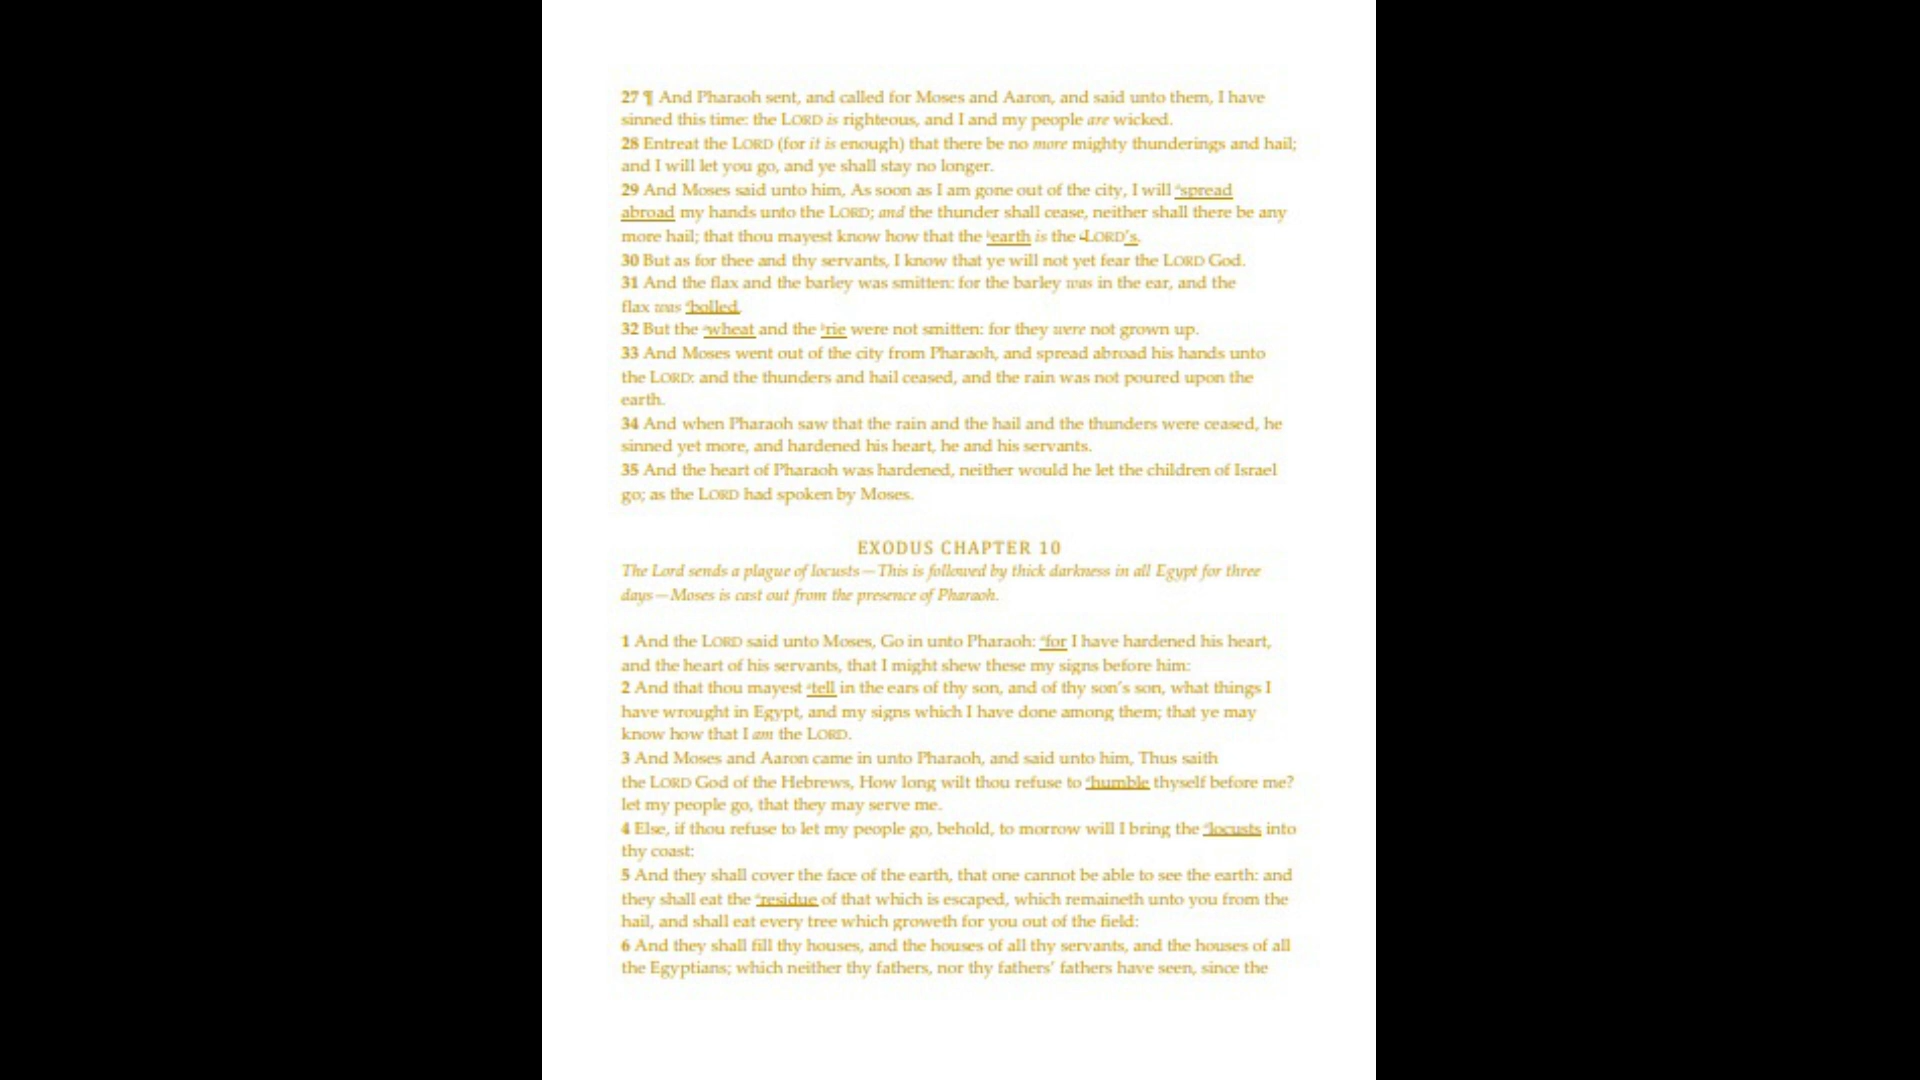 27 ¶ And Pharaoh sent, and called for Moses and Aaron, and said unto them, I have
sinned this time: the LORD is righteous, and I and my people are wicked.
28 Entreat the LORD (for it is enough) that there be no more mighty thunderings and hail;
and I will let you go, and ye shall stay no longer.
29 And Moses said unto him, As soon as I am gone out of the city, I will spread
abroad my hands unto the LORD; and the thunder shall cease, neither shall there be any
more hail; that thou mayest know how that the earth is the LORD's.
30 But as for thee and thy servants, I know that ye will not yet fear the LORD God.
31 And the flax and the barley was smitten: for the barley was in the ear, and the
flax was bolled.
32 But the wheat and the rie were not smitten: for they were not grown up.
33 And Moses went out of the city from Pharaoh, and spread abroad his hands unto
the LORD: and the thunders and hail ceased, and the rain was not poured upon the
earth.
34 And when Pharaoh saw that the rain and the hail and the thunders were ceased, he
sinned yet more, and hardened his heart, he and his servants.
35 And the heart of Pharaoh was hardened, neither would he let the children of Israel
go; as the LORD had spoken by Moses.
EXODUS CHAPTER 10
The Lord sends a plague of locusts—This is followed by thick darkness in all Egypt for three
days—Moses is cast out from the presence of Pharaoh.
1 And the LORD said unto Moses, Go in unto Pharaoh: for I have hardened his heart,
and the heart of his servants, that I might shew these my signs before him:
2 And that thou mayest tell in the ears of thy son, and of thy son's son, what things I
have wrought in Egypt, and my signs which I have done among them; that ye may
know how that I am the LORD.
3 And Moses and Aaron came in unto Pharaoh, and said unto him, Thus saith
the LORD God of the Hebrews, How long wilt thou refuse to humble thyself before me?
let my people go, that they may serve me.
4 Else, if thou refuse to let my people go, behold, to morrow will I bring the locusts into
thy coast:
5 And they shall cover the face of the earth, that one cannot be able to see the earth: and
they shall eat the residue of that which is escaped, which remaineth unto you from the
hail, and shall eat every tree which groweth for you out of the field:
6 And they shall fill thy houses, and the houses of all thy servants, and the houses of all
the Egyptians; which neither thy fathers, nor thy fathers' fathers have seen, since the